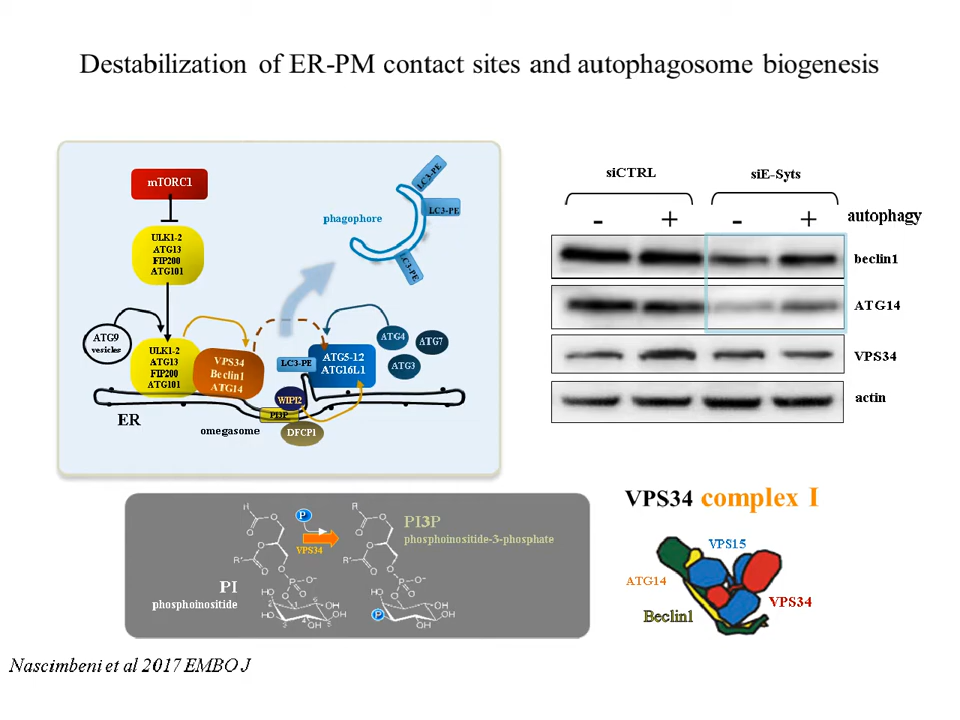 Destabilization of ER-PM contact sites and autophagosome biogenesis
mTORC1
ULK1-2
ATG13
FIP200
ATG101
ATG9
vesicles
ULK1-2
ATG13
FIP200
ATG101
VPS34
Beclin1
ATG14
ER
omegasome
PI3P
WIPI2
DFCP1
LC3-PE
ATG5-12
ATG16L1
ATG4
ATG7
ATG3
phagophore
LC3-PE
LC3-PE
LC3-PE
siCTRL
siE-Syts
- + - + autophagy
beclin1
ATG14
VPS34
actin
PI
phosphoinositide
P
VPS34
PI3P
phosphoinositide-3-phosphate
P
VPS34 complex I
VPS15
ATG14
VPS34
Beclin1
Nascimbeni et al 2017 EMBO J